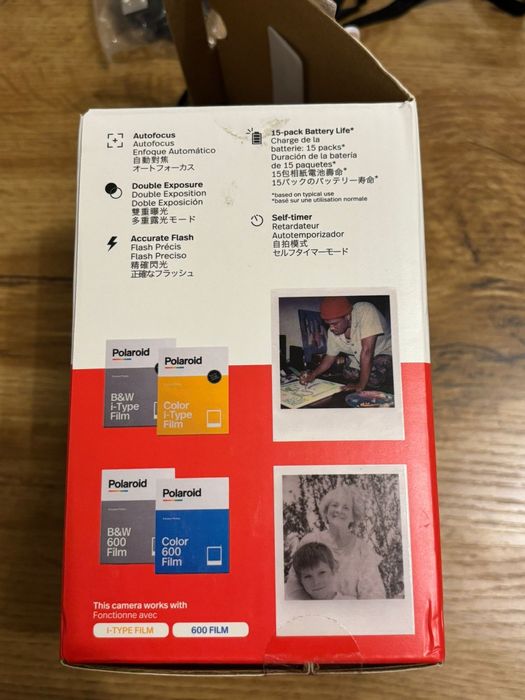 Autofocus
Autofocus
Enfoque Automático
自動對焦
オートフォーカス
Double Exposure
Double Exposition
Doble Exposición
雙重曝光
多重露光モード
Accurate Flash
Flash Précis
Flash Preciso
精確閃光
正確なフラッシュ
15-pack Battery Life*
Charge de la
batterie: 15 packs*
Duración de la batería
de 15 paquetes*
15包相紙電池壽命*
15パックのバッテリー寿命*
*based on typical use
*basé sur une utilisation normale
Self-timer
Retardateur
Autotemporizador
自拍模式
セルフタイマーモード
Polaroid
B&W
i-Type
Film
Polaroid
Color
i-Type
Film
Polaroid
B&W
600
Film
Polaroid
Color
600
Film
This camera works with
Fonctionne avec
I-TYPE FILM
600 FILM